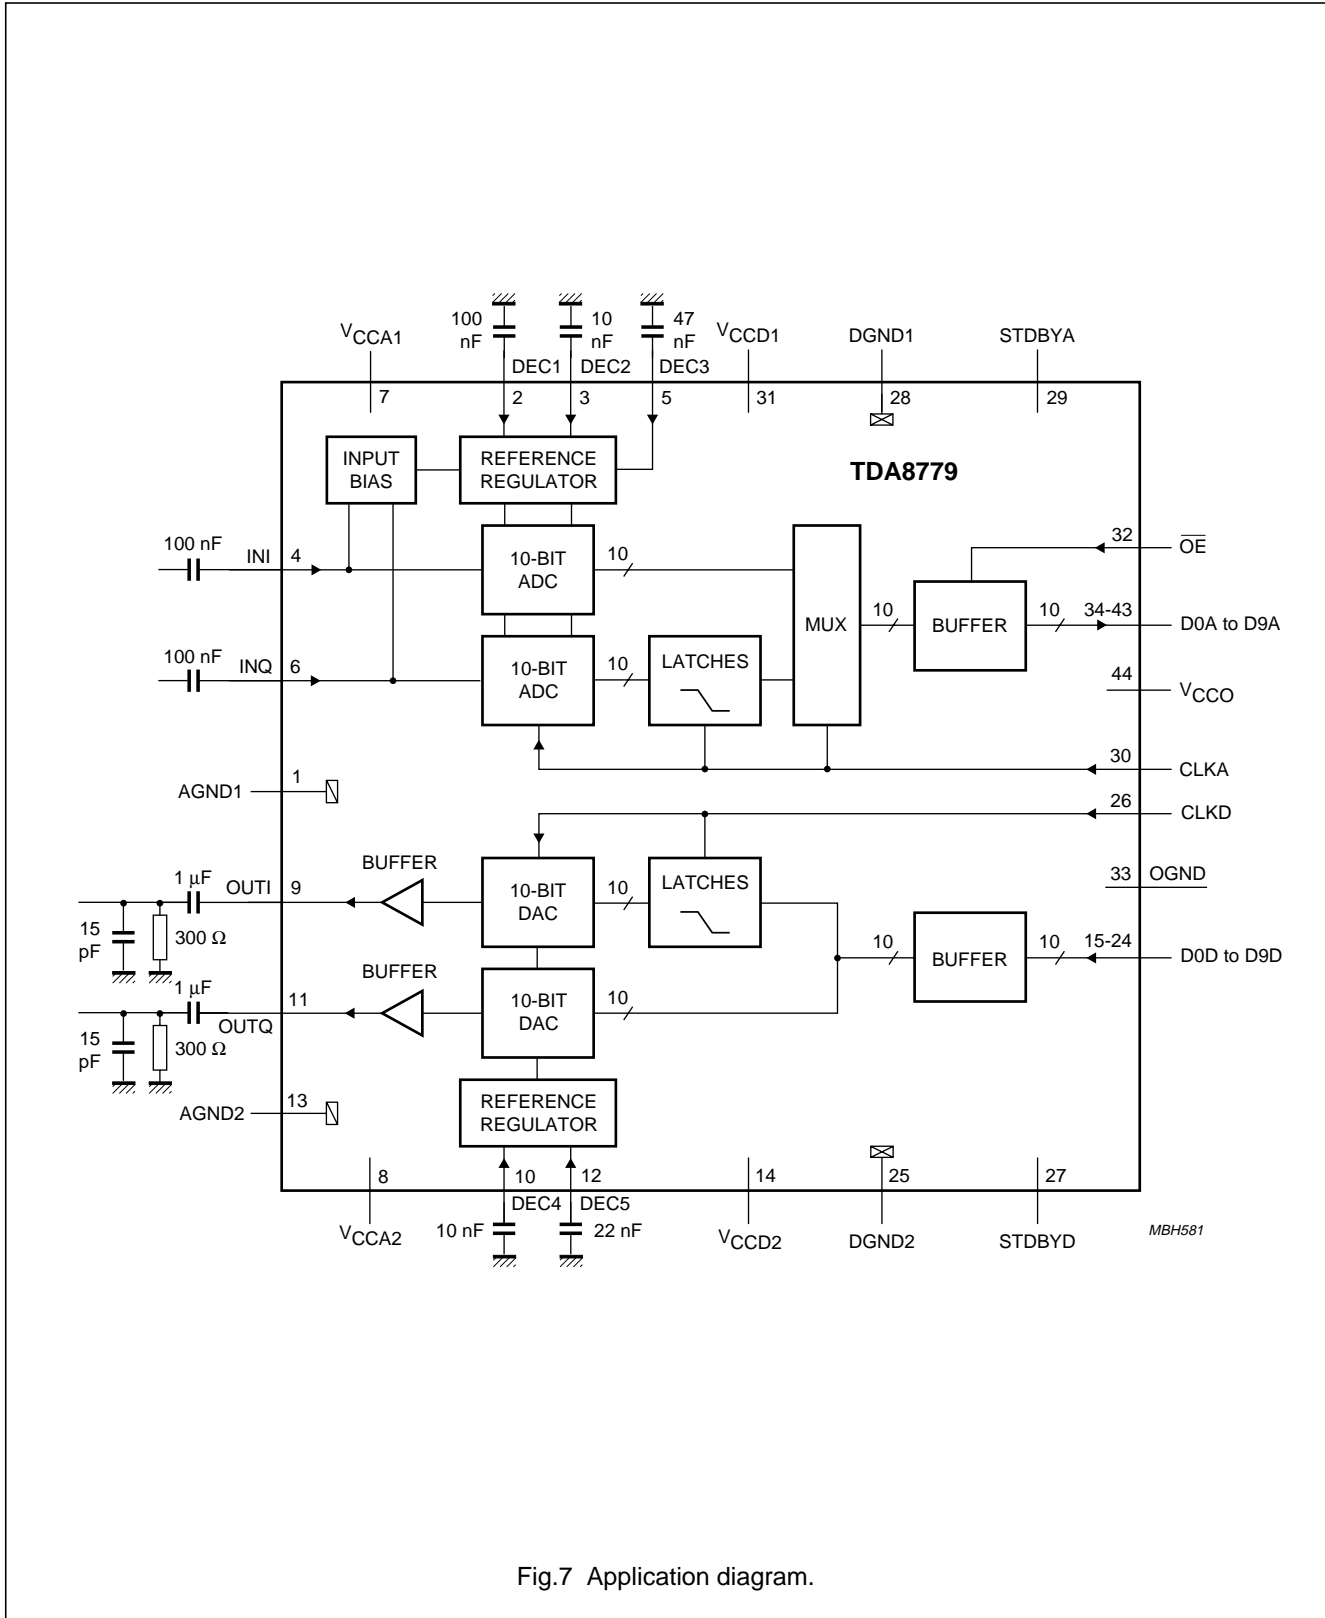 100 nF
10 nF
47 nF
VCCA1
VCCD1
DGND1
STDBYA
DEC1
DEC2
DEC3
7
2
3
5
31
28
29
INPUT BIAS
REFERENCE REGULATOR
TDA8779
100 nF
INI
4
10-BIT ADC
10
32
OE
MUX
10
BUFFER
10
34-43
D0A to D9A
100 nF
INQ
6
10-BIT ADC
10
LATCHES
44
VCCO
30
CLKA
1
AGND1
26
CLKD
BUFFER
1 µF
OUTI
9
10-BIT DAC
10
LATCHES
33
OGND
15 pF
300 Ω
10
BUFFER
10
15-24
D0D to D9D
BUFFER
1 µF
11
OUTQ
10-BIT DAC
10
15 pF
300 Ω
13
AGND2
REFERENCE REGULATOR
8
10
12
14
25
27
DEC4
DEC5
VCCA2
10 nF
22 nF
VCCD2
DGND2
STDBYD
MBH581
Fig.7 Application diagram.